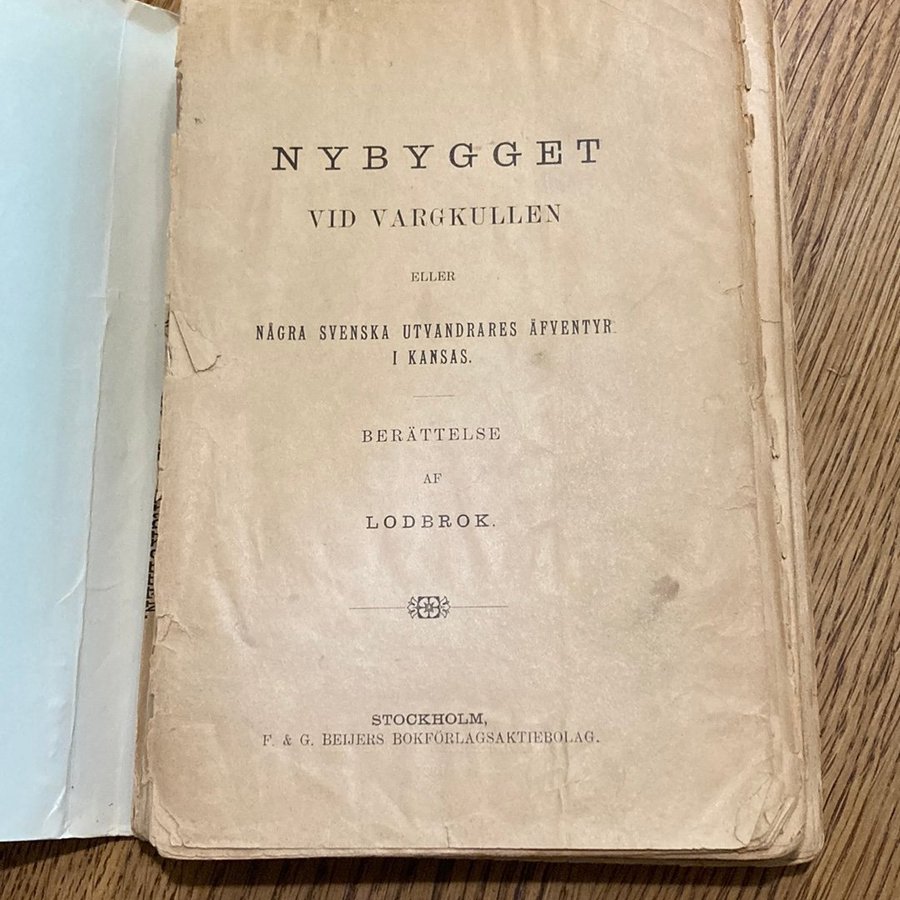 NYBYGGET
VID VARGKULLEN
ELLER
NÅGRA SVENSKA UTVANDRARES ÄFVENTYR
I KANSAS.
BERÄTTELSE
AF
LODBROK.
STOCKHOLM,
F. & G. BEIJERS BOKFÖRLAGSAKTIEBOLAG.